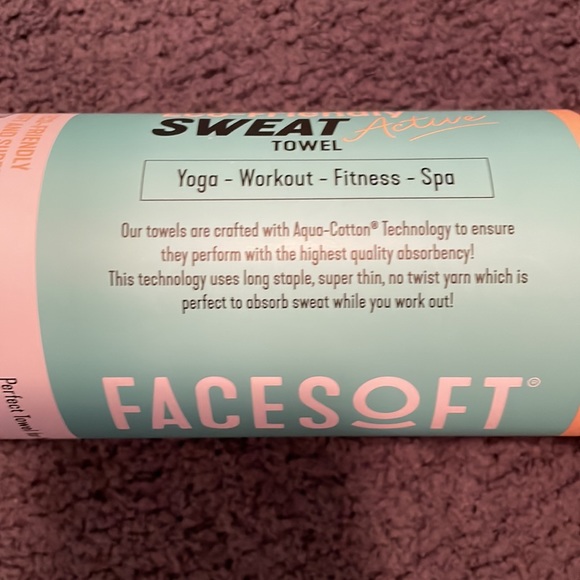 SWEAT Active
TOWEL
Yoga - Workout - Fitness - Spa
Our towels are crafted with Aqua-Cotton® Technology to ensure
they perform with the highest quality absorbency!
This technology uses long staple, super thin, no twist yarn which is
perfect to absorb sweat while you work out!
FACESOFT©
Perfect Towel